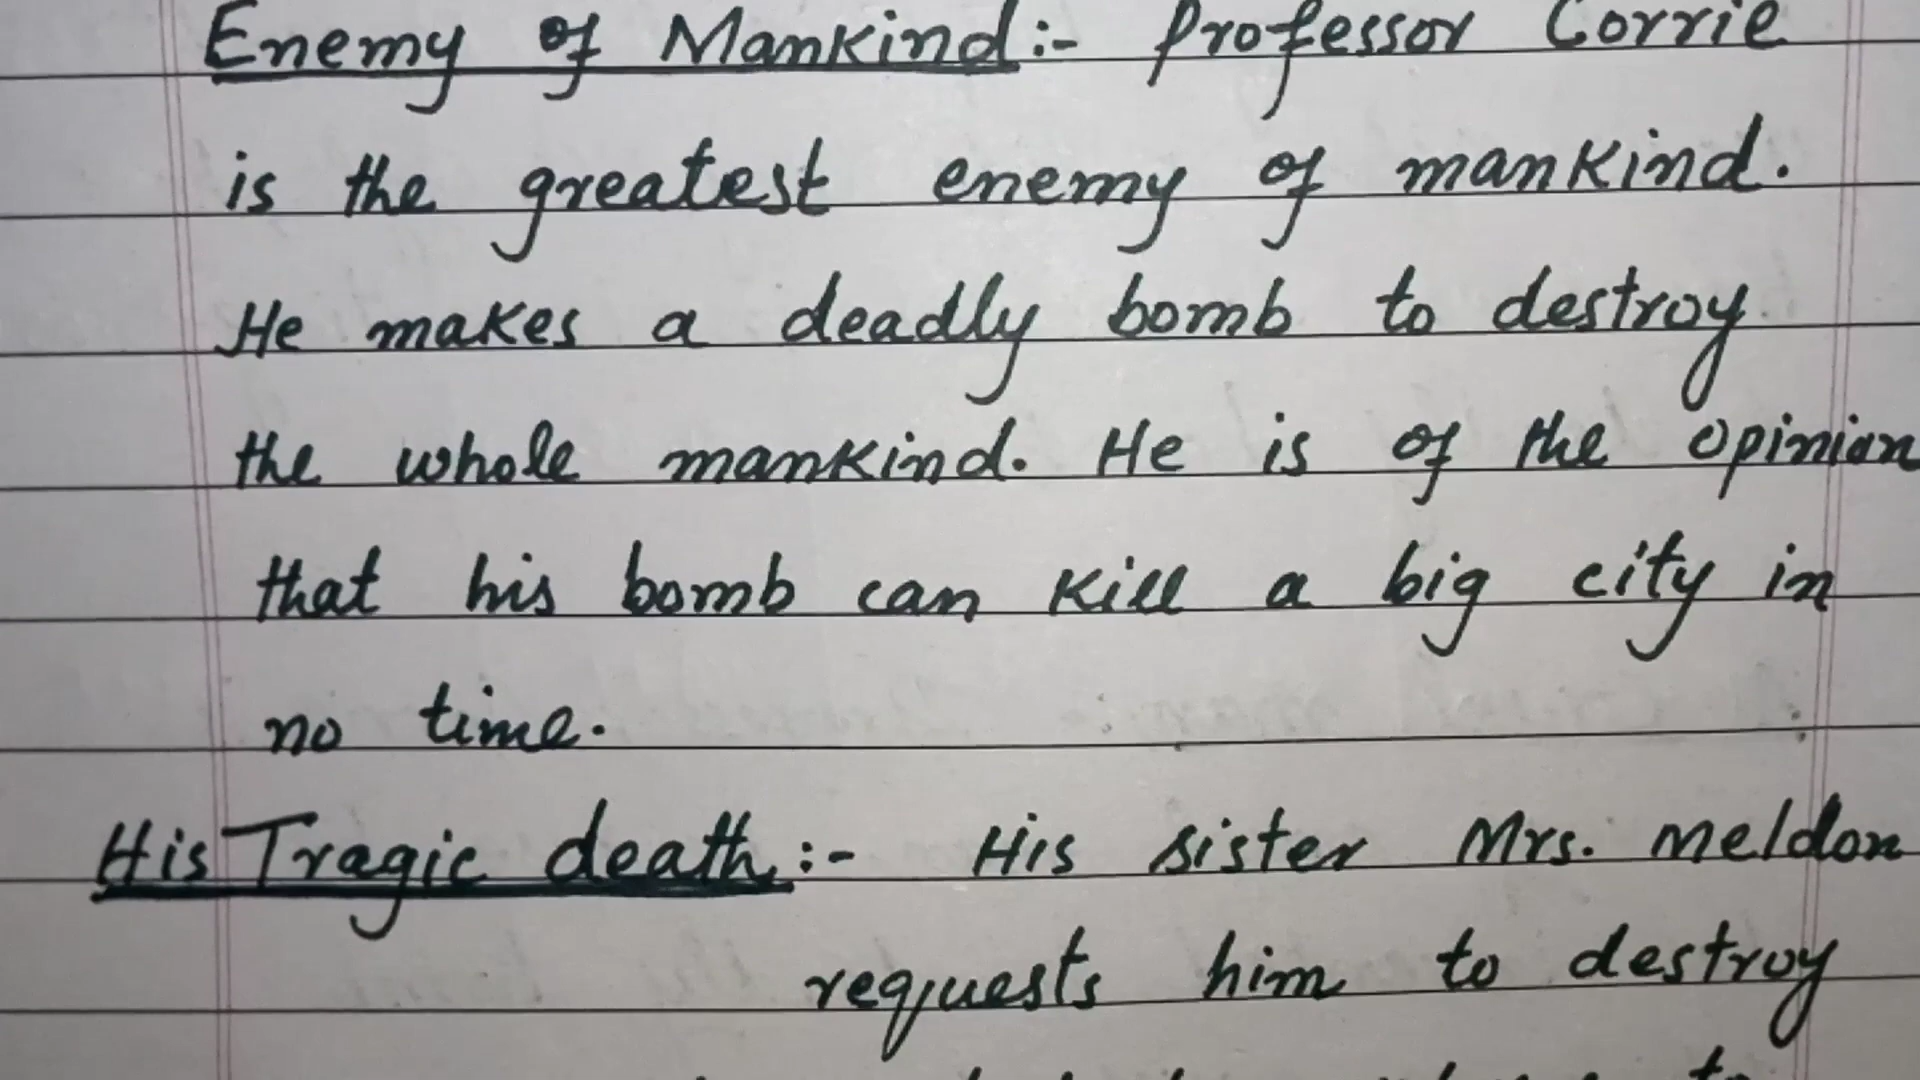 Enemy of Mankind:- Professor Corrie
is the greatest enemy of mankind.
He makes a deadly bomb to destroy
the whole mankind. He is of the opinion
that his bomb can kill a big city in
no time.
His Tragic death:- His sister Mrs. Meldon
requests him to destroy